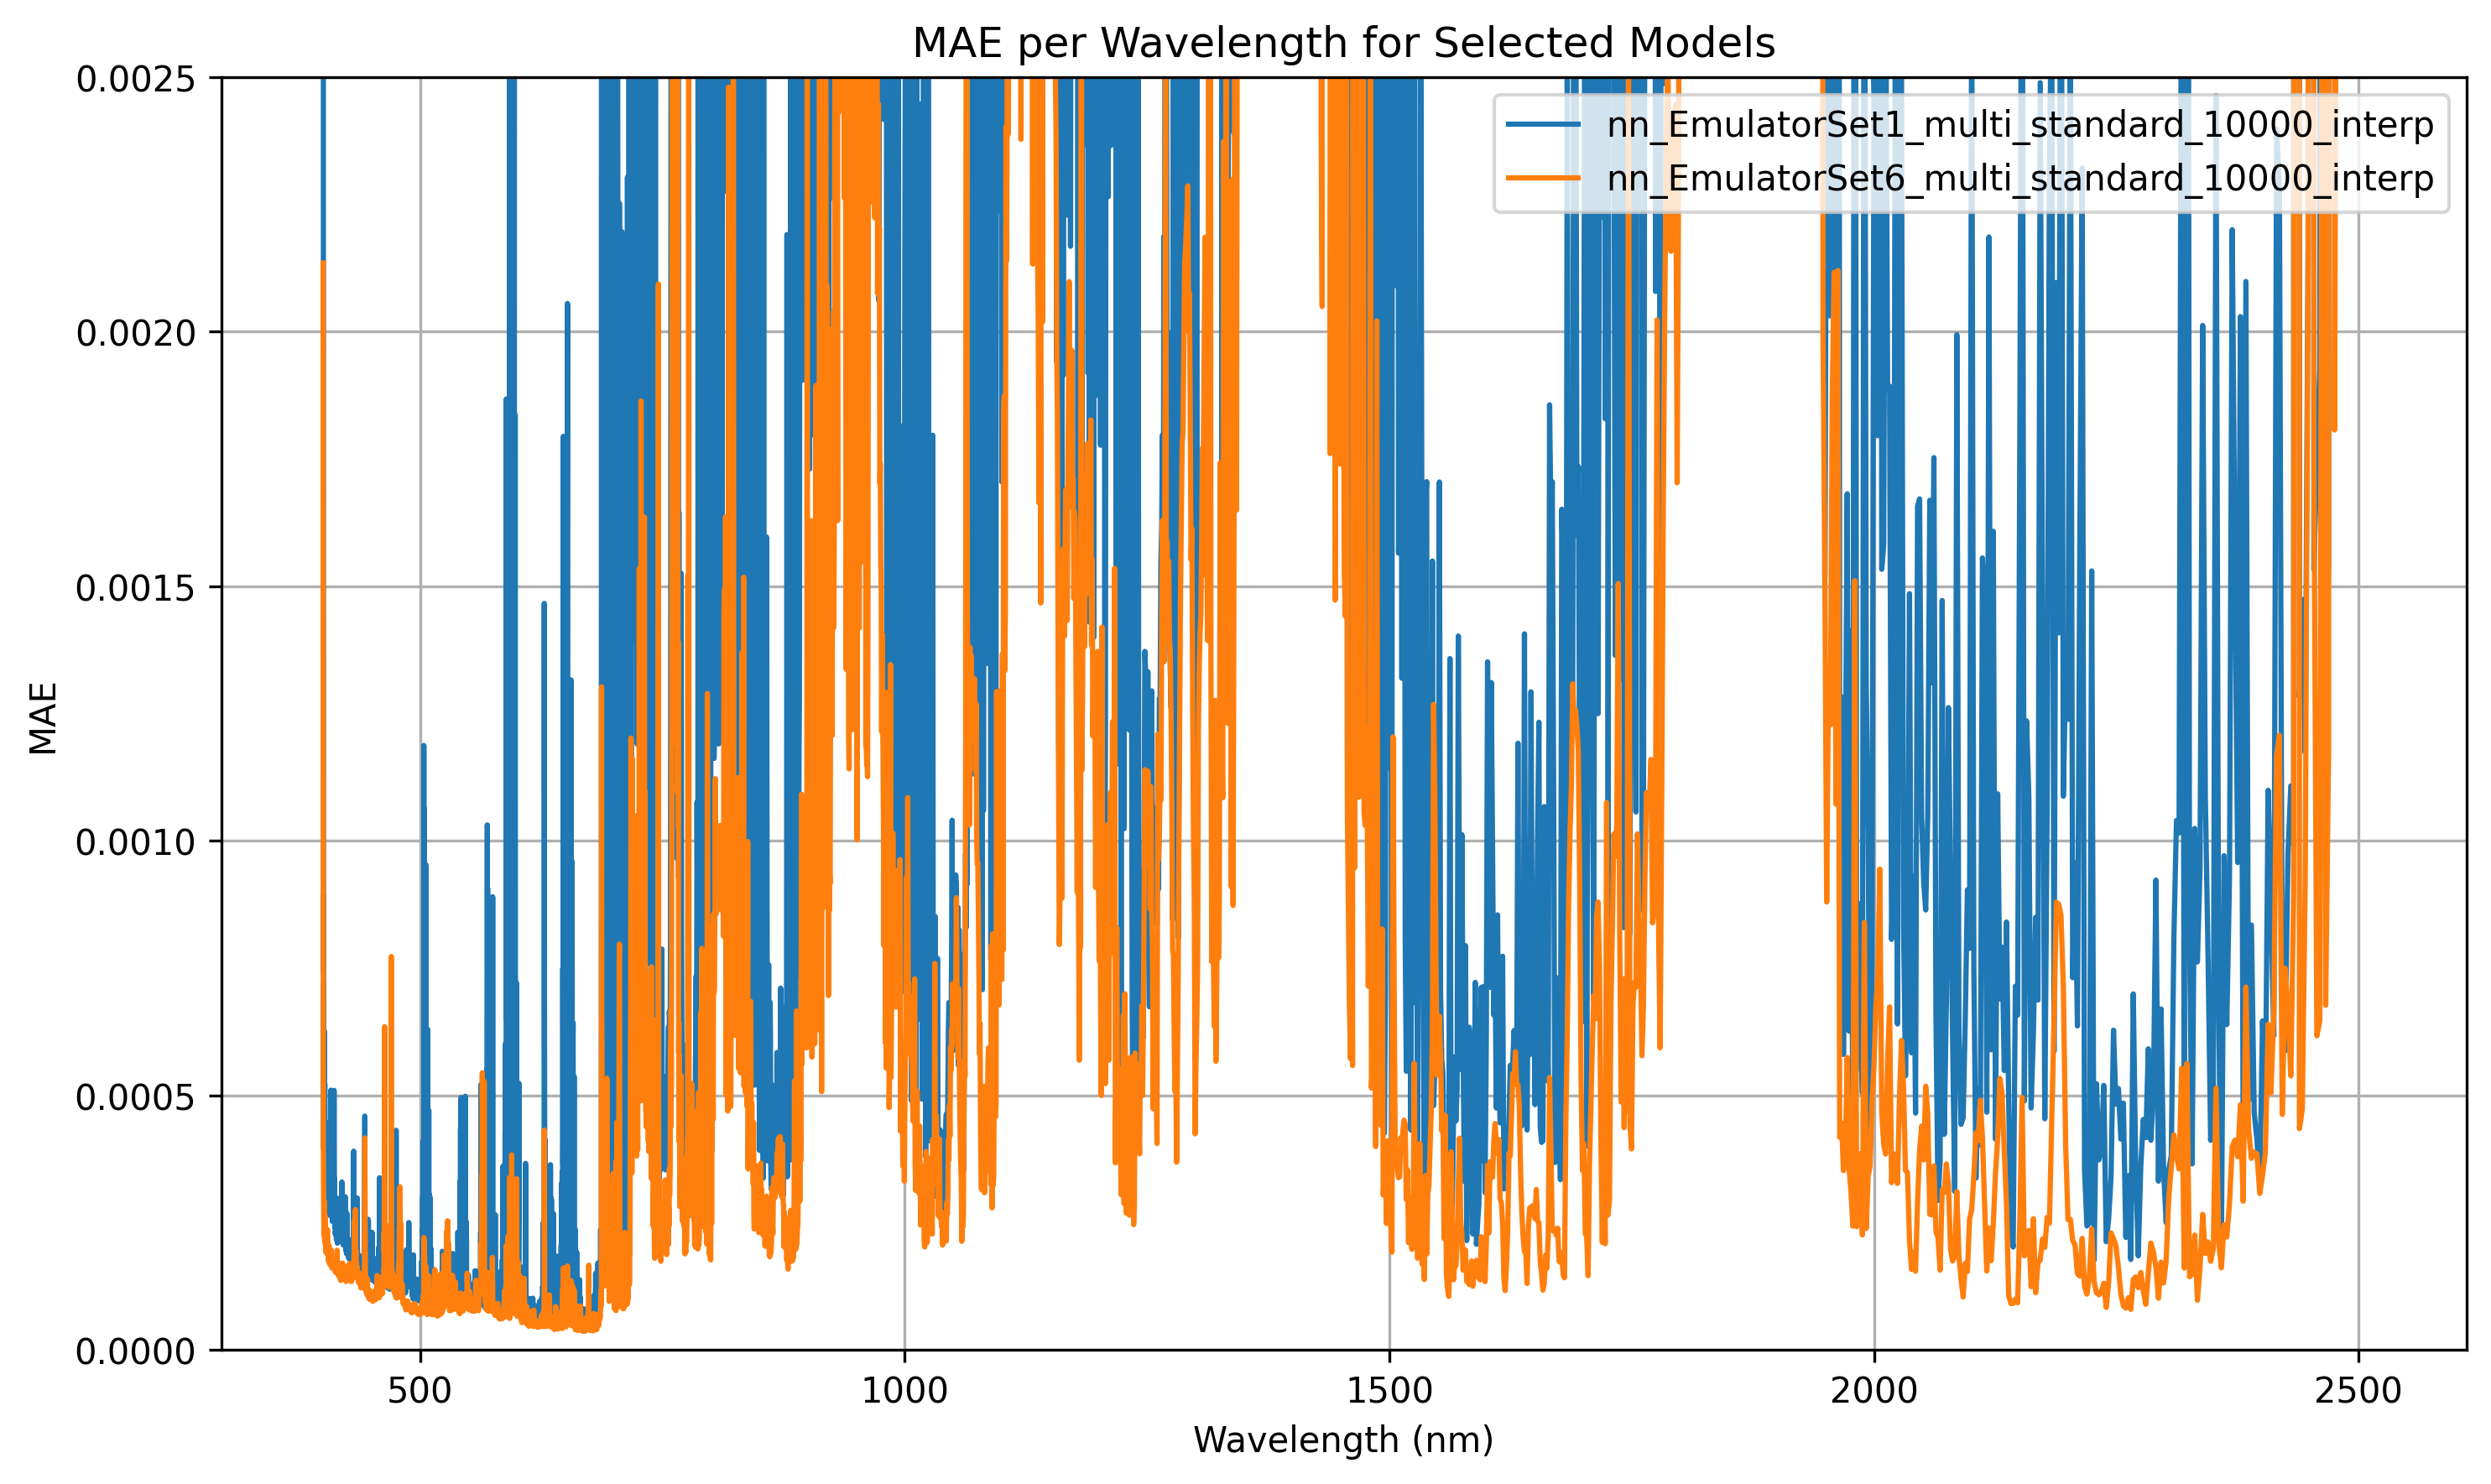 MAE per Wavelength for Selected Models
nn_EmulatorSet1_multi_standard_10000_interp
nn_EmulatorSet6_multi_standard_10000_interp
MAE
0.0025
0.0020
0.0015
0.0010
0.0005
0.0000
500 1000 1500 2000 2500
Wavelength (nm)